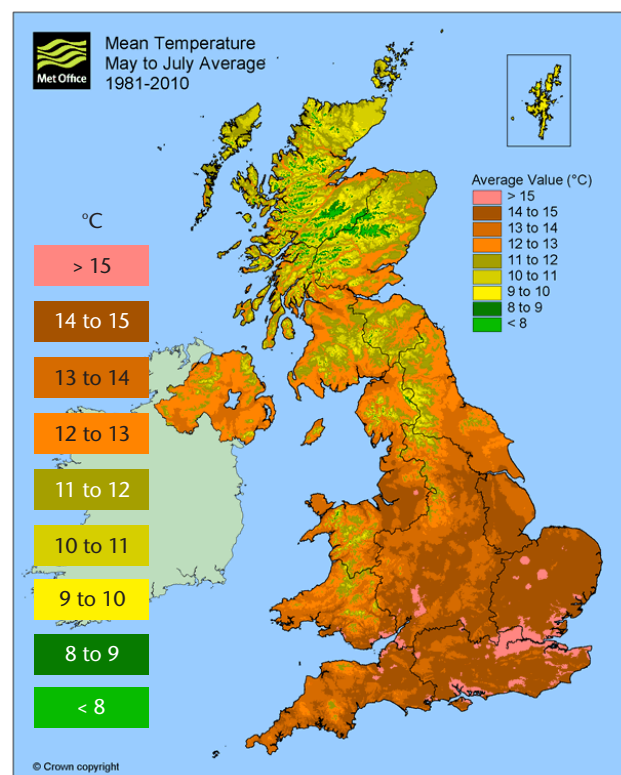 Met Office
Mean Temperature
May to July Average
1981-2010
Average Value (°C)
> 15
14 to 15
13 to 14
12 to 13
11 to 12
10 to 11
9 to 10
8 to 9
< 8
°C
> 15
14 to 15
13 to 14
12 to 13
11 to 12
10 to 11
9 to 10
8 to 9
< 8
© Crown copyright